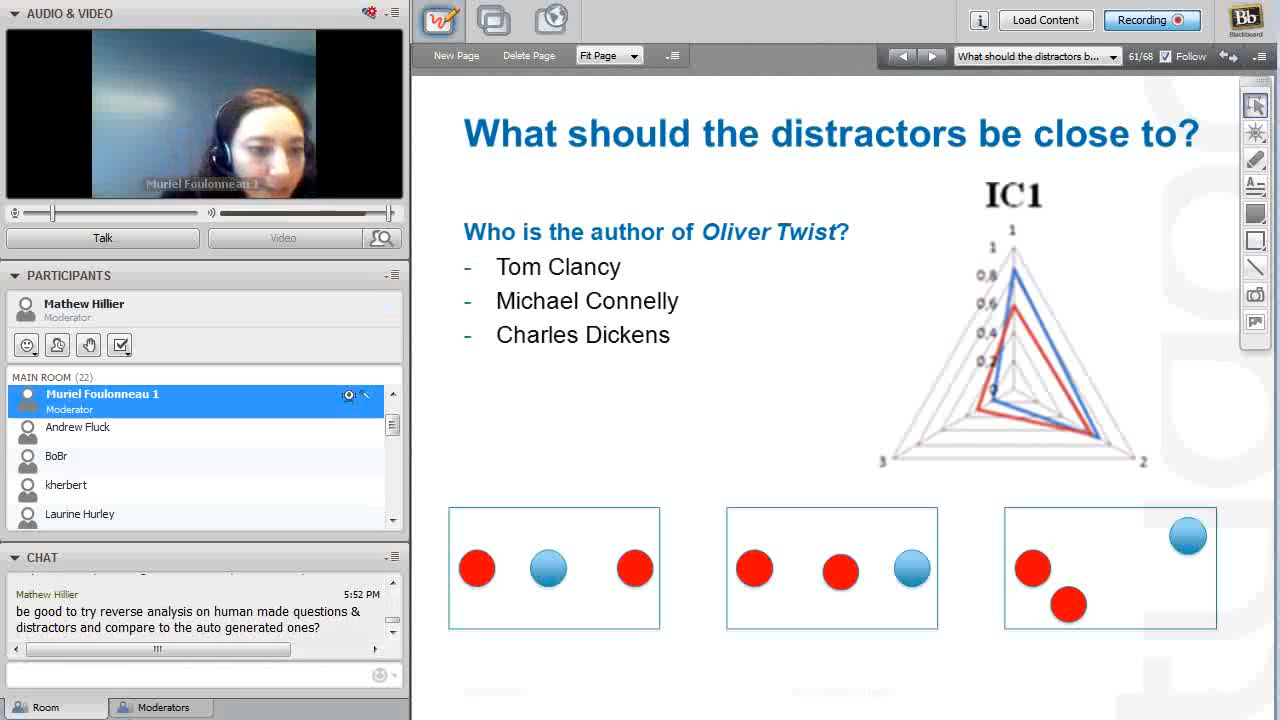 AUDIO & VIDEO
Muriel Foulonneau 1
Talk
Video
PARTICIPANTS
Mathew Hillier
Moderator
MAIN ROOM (22)
Muriel Foulonneau 1
Moderator
Andrew Fluck
BoBr
kherbert
Laurine Hurley
CHAT
Mathew Hillier 5:52 PM
be good to try reverse analysis on human made questions &
distractors and compare to the auto generated ones?
Room
Moderators
Load Content
Recording
Bb
Blackboard
New Page
Delete Page
Fit Page
What should the distractors b...
61/68
Follow
What should the distractors be close to?
Who is the author of Oliver Twist?
- Tom Clancy
- Michael Connelly
- Charles Dickens
IC1
1
1
0,8
0,6
0,4
0,2
0
3
2